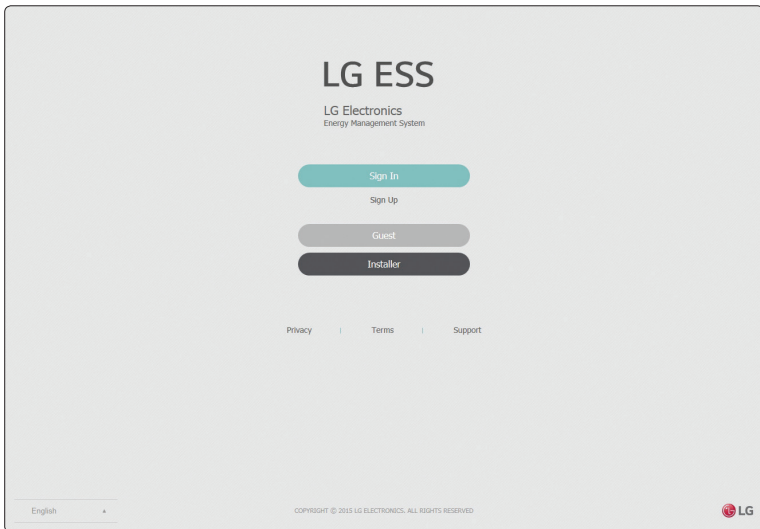 LG ESS
LG Electronics
Energy Management System
Sign In
Sign Up
Guest
Installer
Privacy | Terms | Support
English ▲
COPYRIGHT © 2015 LG ELECTRONICS. ALL RIGHTS RESERVED
LG